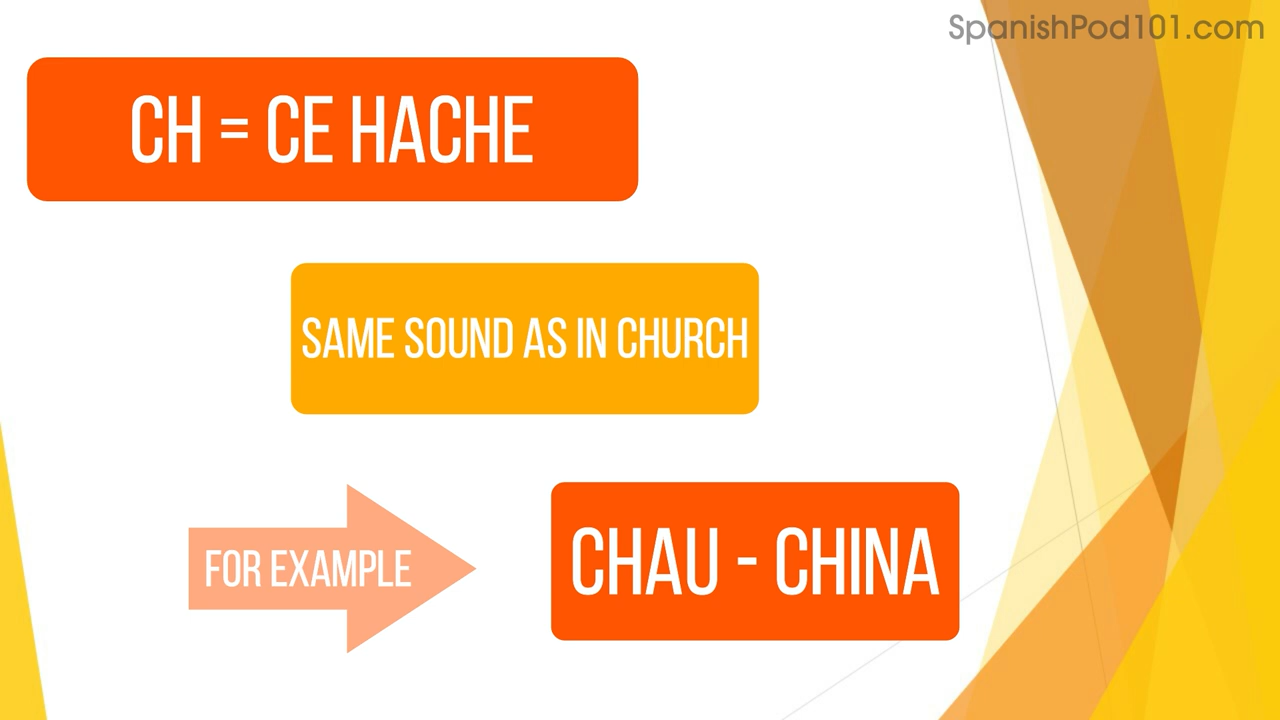 SpanishPod101.com
CH = CE HACHE
SAME SOUND AS IN CHURCH
FOR EXAMPLE
CHAU - CHINA